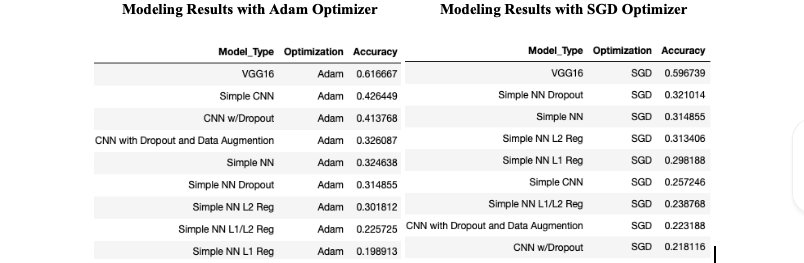 Modeling Results with Adam Optimizer
Model_Type Optimization Accuracy
VGG16 Adam 0.616667
Simple CNN Adam 0.426449
CNN w/Dropout Adam 0.413768
CNN with Dropout and Data Augmention Adam 0.326087
Simple NN Adam 0.324638
Simple NN Dropout Adam 0.314855
Simple NN L2 Reg Adam 0.301812
Simple NN L1/L2 Reg Adam 0.225725
Simple NN L1 Reg Adam 0.198913
Modeling Results with SGD Optimizer
Model_Type Optimization Accuracy
VGG16 SGD 0.596739
Simple NN Dropout SGD 0.321014
Simple NN SGD 0.314855
Simple NN L2 Reg SGD 0.313406
Simple NN L1 Reg SGD 0.298188
Simple CNN SGD 0.257246
Simple NN L1/L2 Reg SGD 0.238768
CNN with Dropout and Data Augmention SGD 0.223188
CNN w/Dropout SGD 0.218116